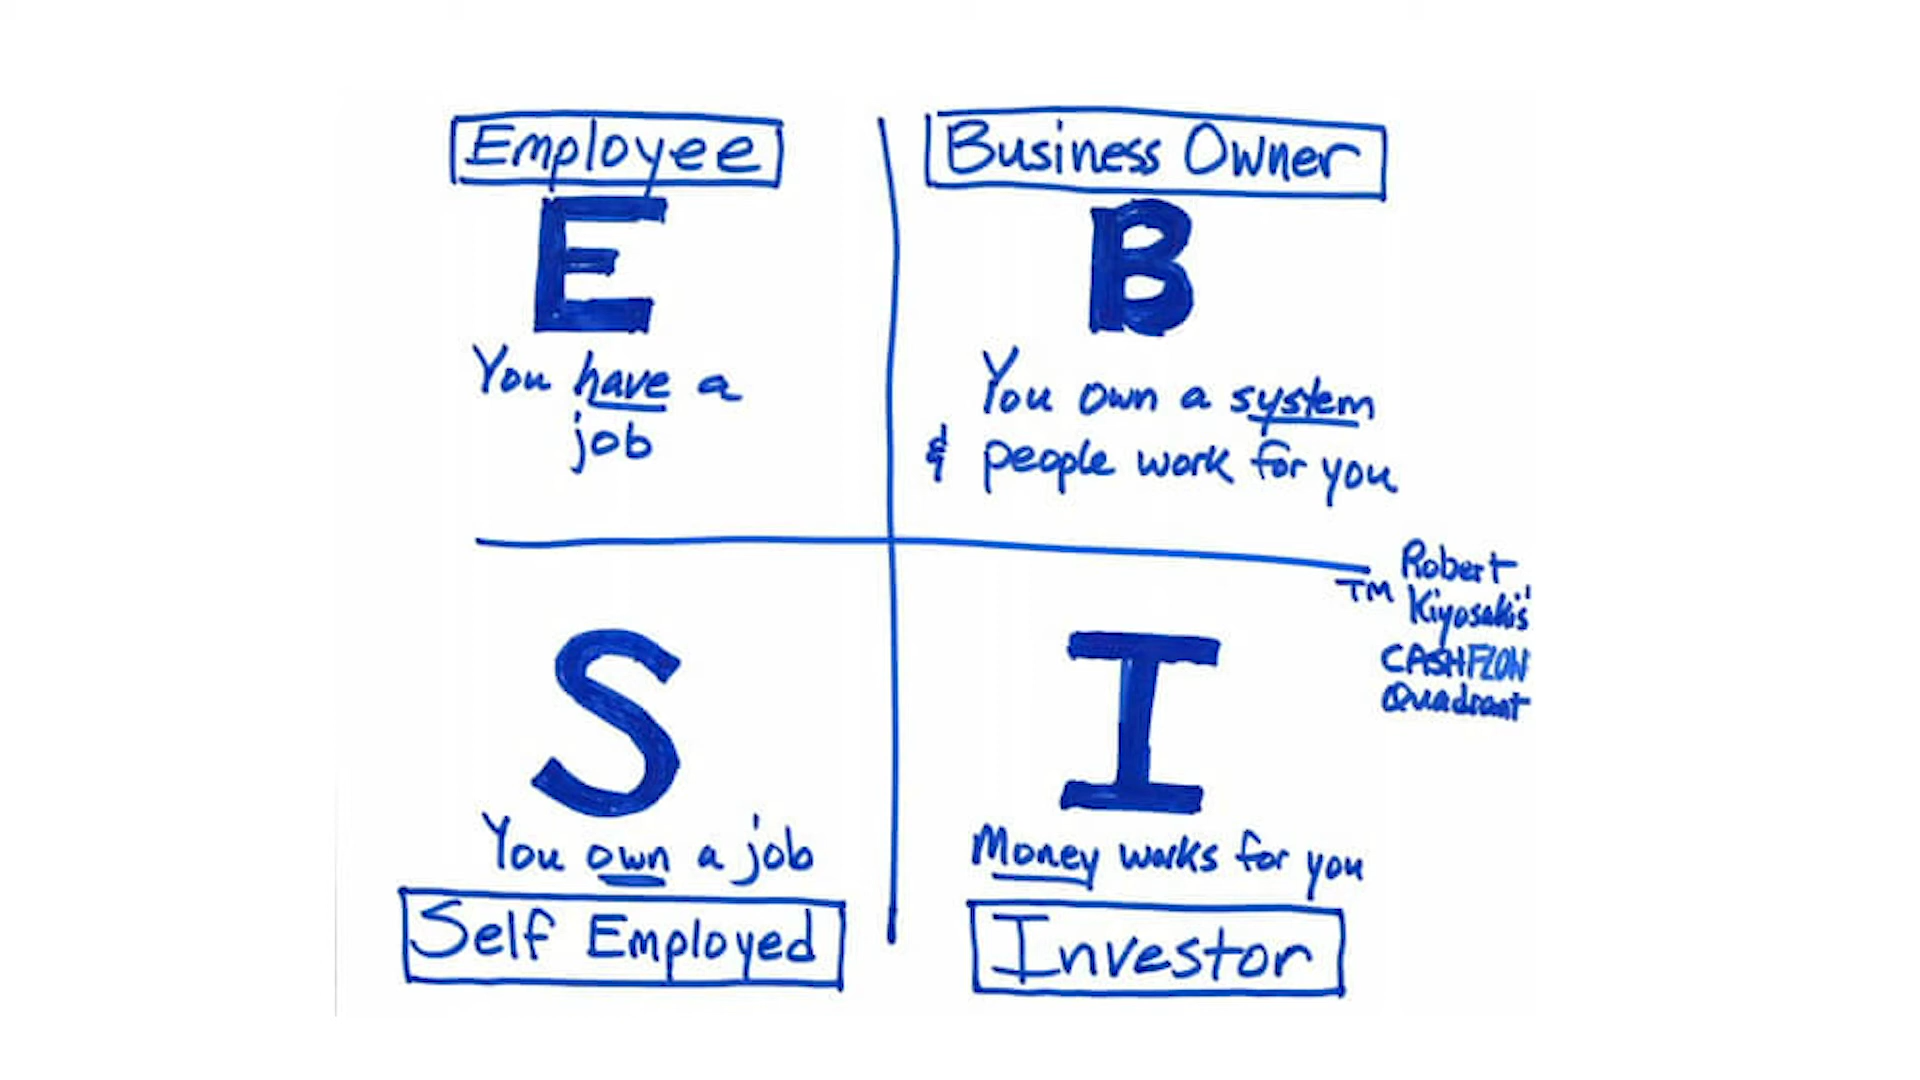 Employee
E
You have a
job
Business Owner
B
You own a system
& people work for you
S
You own a job
Self Employed
I
Money works for you
Investor
TM Robert
Kiyosaki's
CASHFLOW
Quadrant